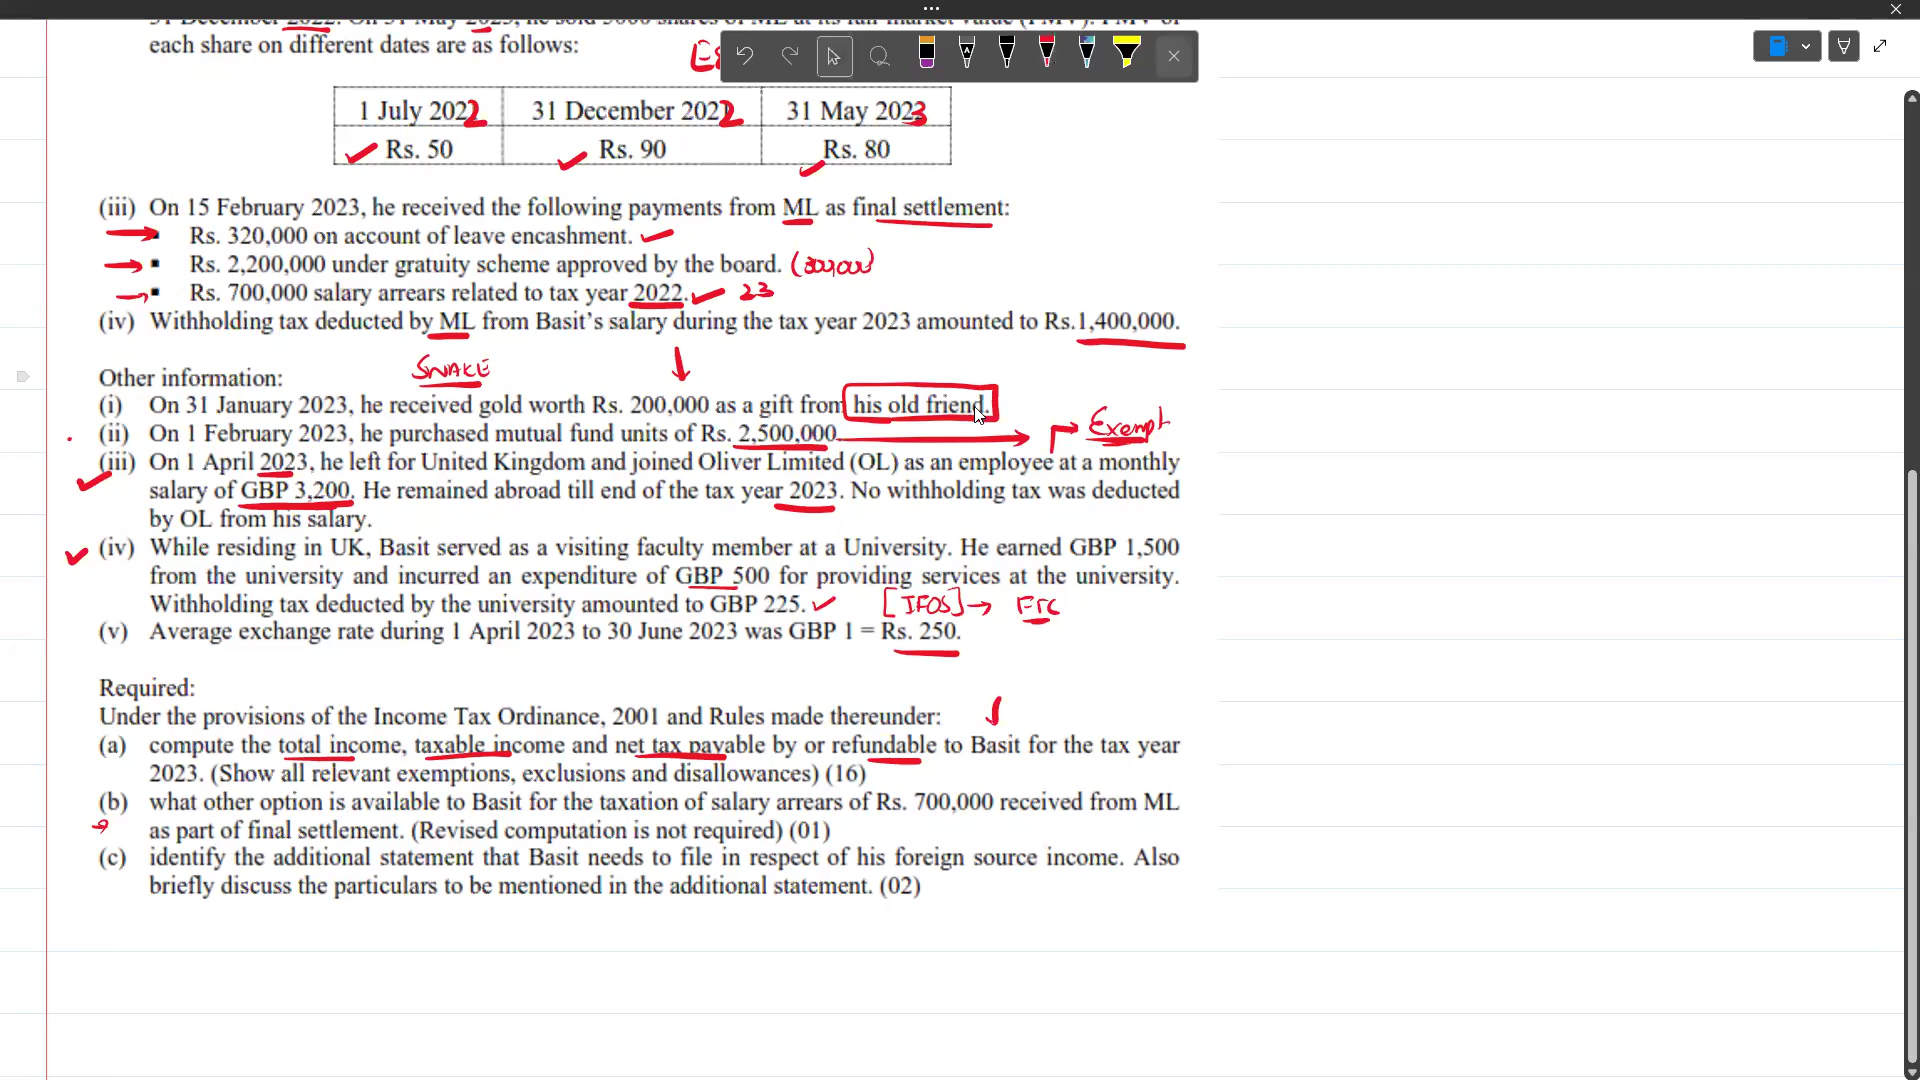 each share on different dates are as follows:
1 July 2022 31 December 2022 31 May 2023
Rs. 50 Rs. 90 Rs. 80
(iii) On 15 February 2023, he received the following payments from ML as final settlement:
▪ Rs. 320,000 on account of leave encashment.
▪ Rs. 2,200,000 under gratuity scheme approved by the board.
▪ Rs. 700,000 salary arrears related to tax year 2022. 23
(iv) Withholding tax deducted by ML from Basit's salary during the tax year 2023 amounted to Rs.1,400,000.
SNAKE
Other information:
(i) On 31 January 2023, he received gold worth Rs. 200,000 as a gift from his old friend.
Exempt
(ii) On 1 February 2023, he purchased mutual fund units of Rs. 2,500,000
(iii) On 1 April 2023, he left for United Kingdom and joined Oliver Limited (OL) as an employee at a monthly
salary of GBP 3,200. He remained abroad till end of the tax year 2023. No withholding tax was deducted
by OL from his salary.
(iv) While residing in UK, Basit served as a visiting faculty member at a University. He earned GBP 1,500
from the university and incurred an expenditure of GBP 500 for providing services at the university.
Withholding tax deducted by the university amounted to GBP 225. [IFOS] → FTC
(v) Average exchange rate during 1 April 2023 to 30 June 2023 was GBP 1 = Rs. 250.
Required:
Under the provisions of the Income Tax Ordinance, 2001 and Rules made thereunder:
(a) compute the total income, taxable income and net tax payable by or refundable to Basit for the tax year
2023. (Show all relevant exemptions, exclusions and disallowances) (16)
(b) what other option is available to Basit for the taxation of salary arrears of Rs. 700,000 received from ML
as part of final settlement. (Revised computation is not required) (01)
(c) identify the additional statement that Basit needs to file in respect of his foreign source income. Also
briefly discuss the particulars to be mentioned in the additional statement. (02)